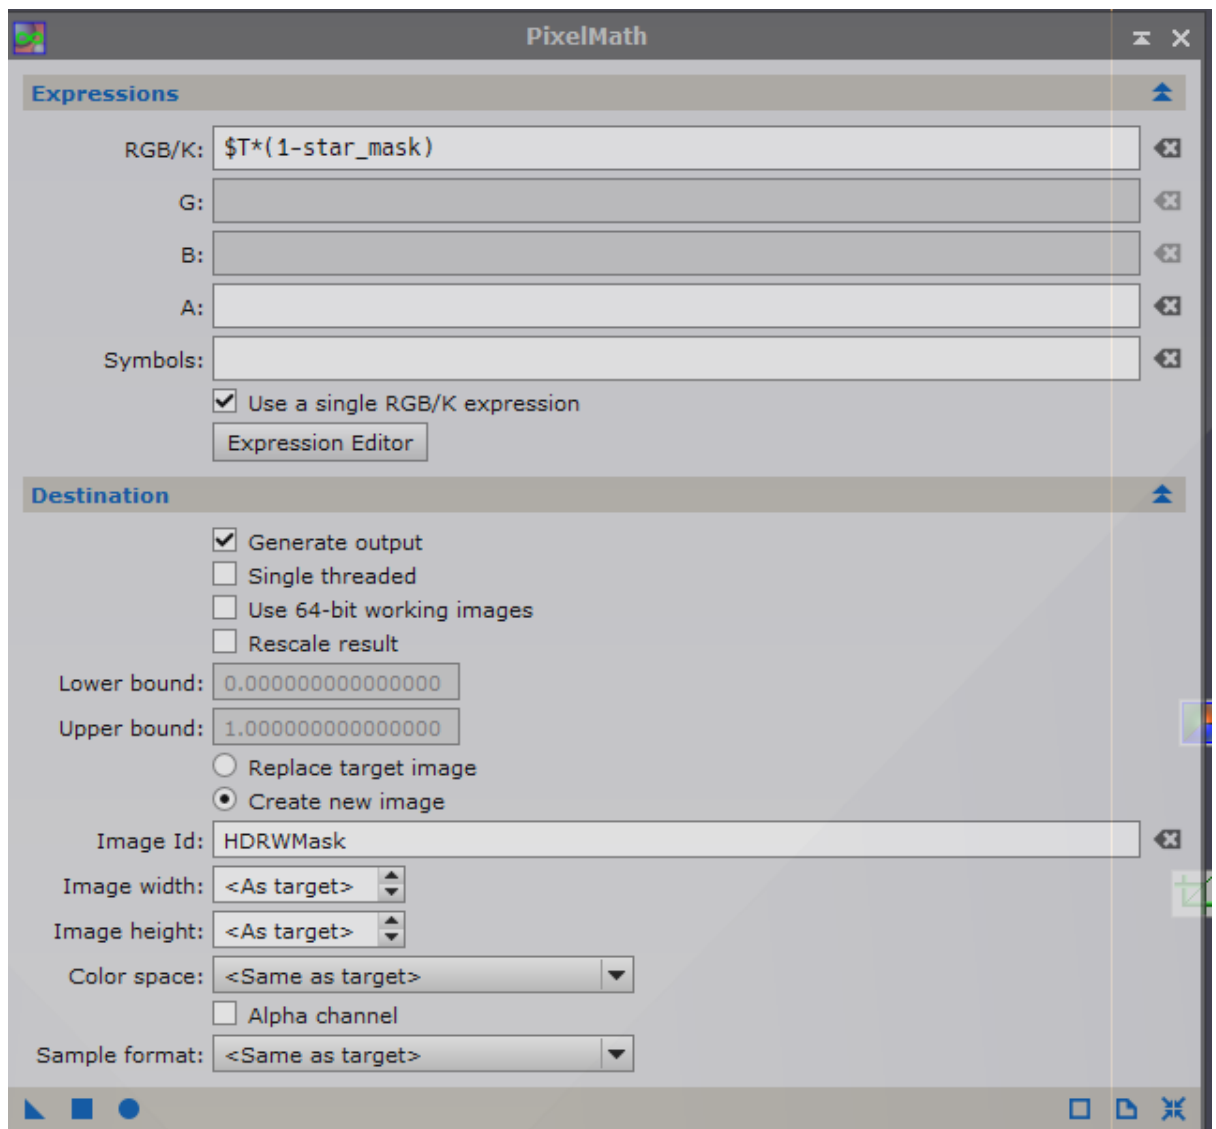 PixelMath
Expressions
RGB/K: $T*(1-star_mask)
G:
B:
A:
Symbols:
Use a single RGB/K expression
Expression Editor
Destination
Generate output
Single threaded
Use 64-bit working images
Rescale result
Lower bound: 0.000000000000000
Upper bound: 1.000000000000000
Replace target image
Create new image
Image Id: HDRWMask
Image width: <As target>
Image height: <As target>
Color space: <Same as target>
Alpha channel
Sample format: <Same as target>